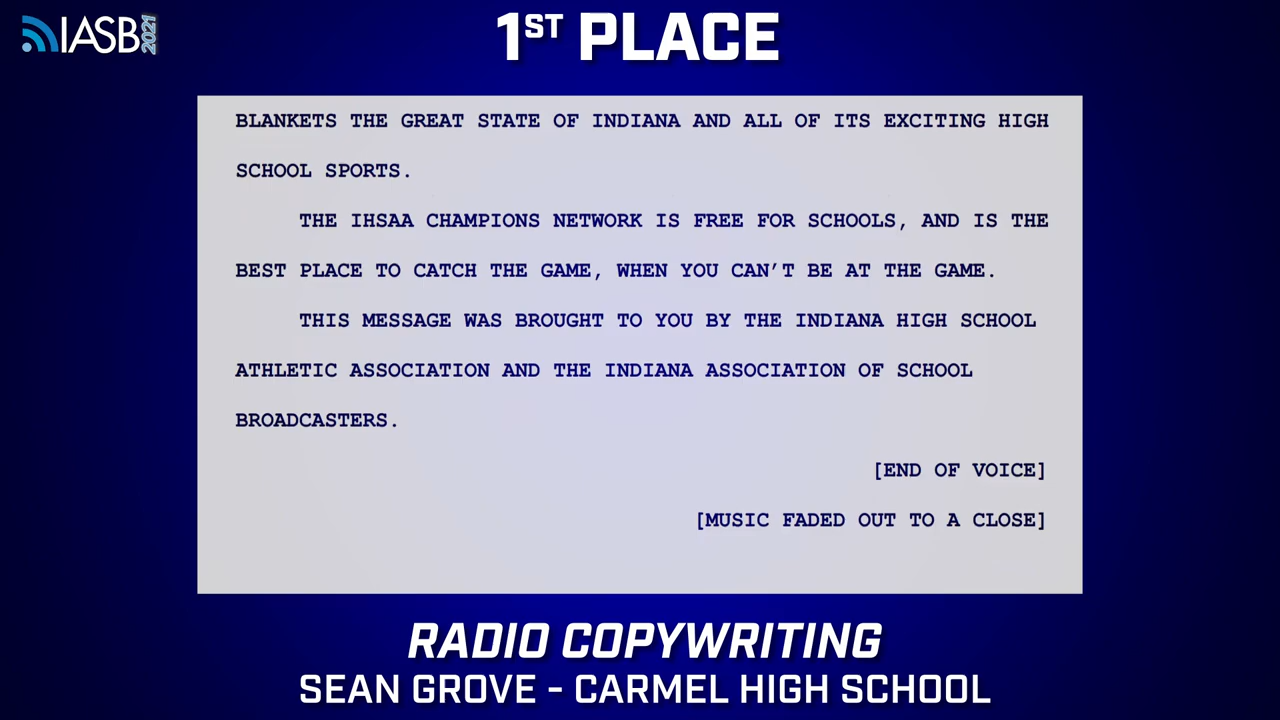 IASB 2021
1ST PLACE
BLANKETS THE GREAT STATE OF INDIANA AND ALL OF ITS EXCITING HIGH
SCHOOL SPORTS.
THE IHSAA CHAMPIONS NETWORK IS FREE FOR SCHOOLS, AND IS THE
BEST PLACE TO CATCH THE GAME, WHEN YOU CAN’T BE AT THE GAME.
THIS MESSAGE WAS BROUGHT TO YOU BY THE INDIANA HIGH SCHOOL
ATHLETIC ASSOCIATION AND THE INDIANA ASSOCIATION OF SCHOOL
BROADCASTERS.
[END OF VOICE]
[MUSIC FADED OUT TO A CLOSE]
RADIO COPYWRITING
SEAN GROVE - CARMEL HIGH SCHOOL